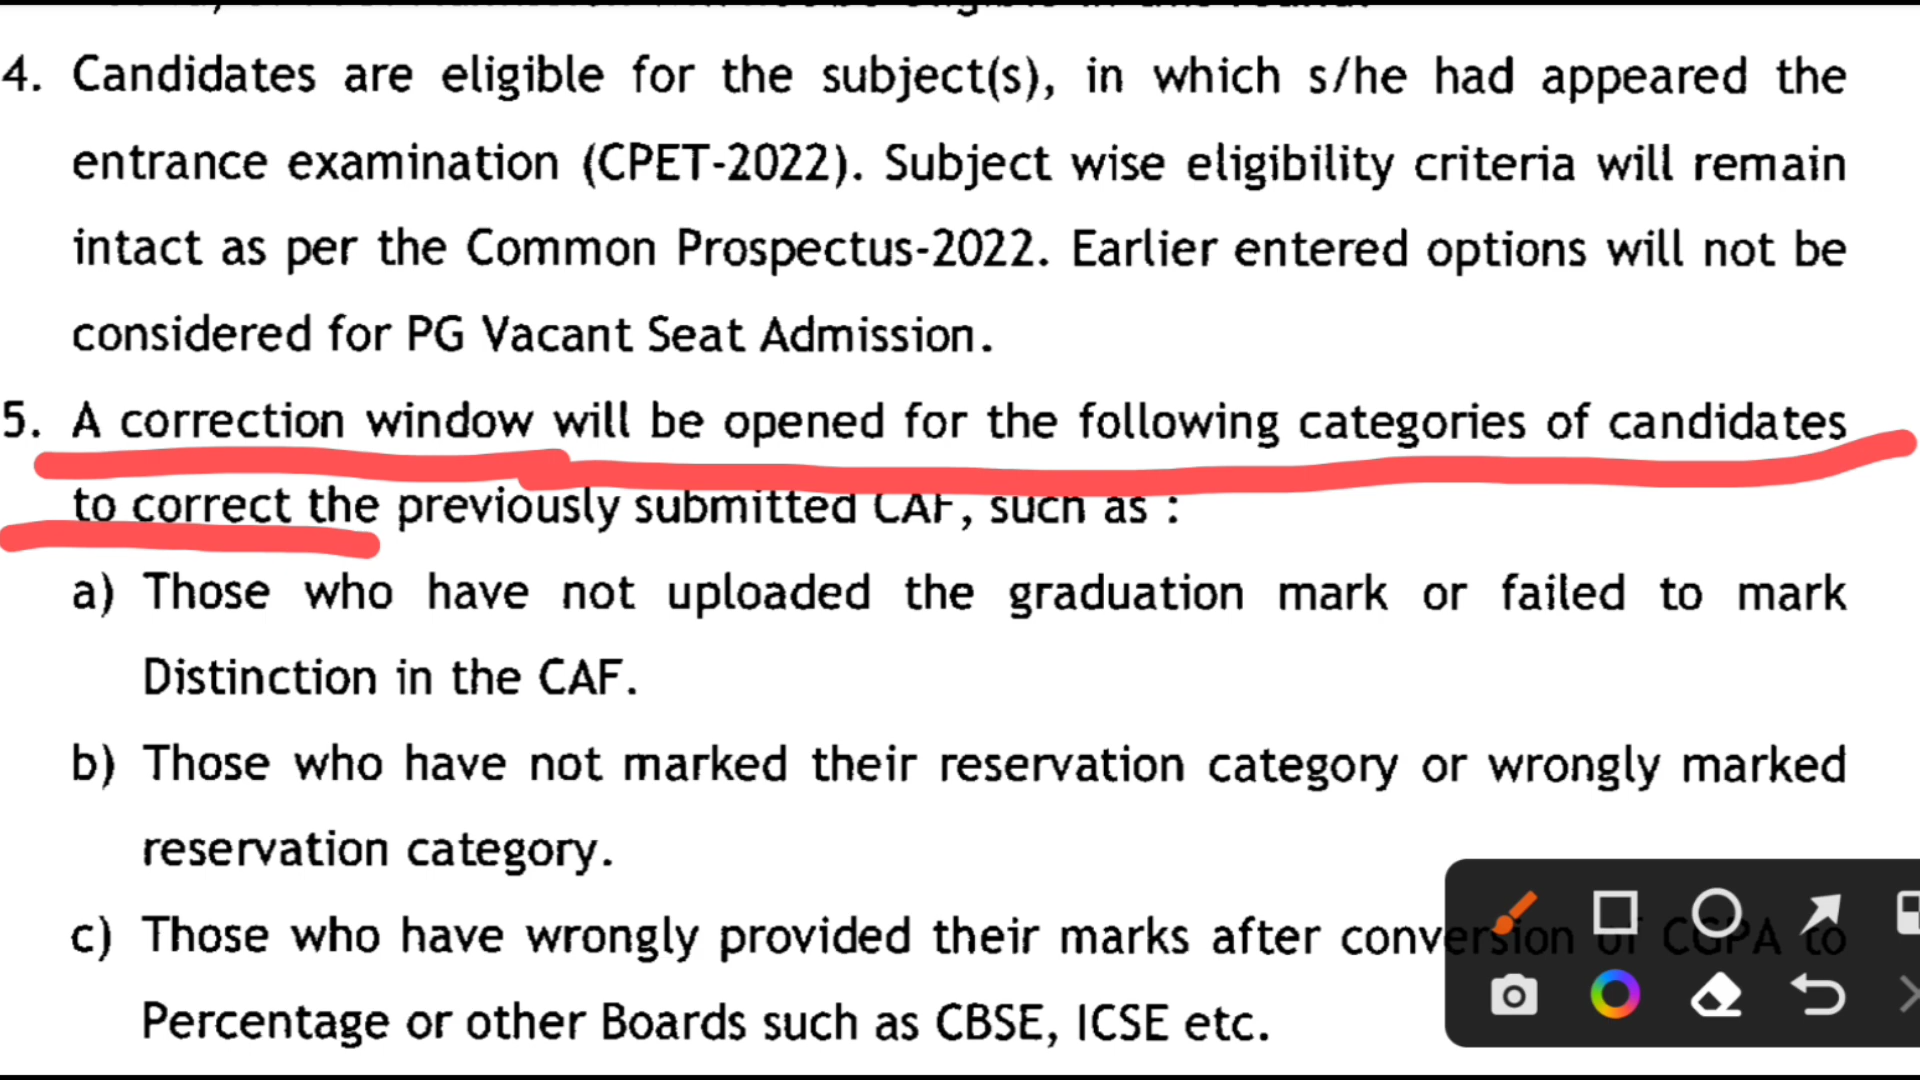 4. Candidates are eligible for the subject(s), in which s/he had appeared the
entrance examination (CPET-2022). Subject wise eligibility criteria will remain
intact as per the Common Prospectus-2022. Earlier entered options will not be
considered for PG Vacant Seat Admission.
5. A correction window will be opened for the following categories of candidates
to correct the previously submitted CAF, such as :
a) Those who have not uploaded the graduation mark or failed to mark
Distinction in the CAF.
b) Those who have not marked their reservation category or wrongly marked
reservation category.
c) Those who have wrongly provided their marks after conversion of CGPA to
Percentage or other Boards such as CBSE, ICSE etc.